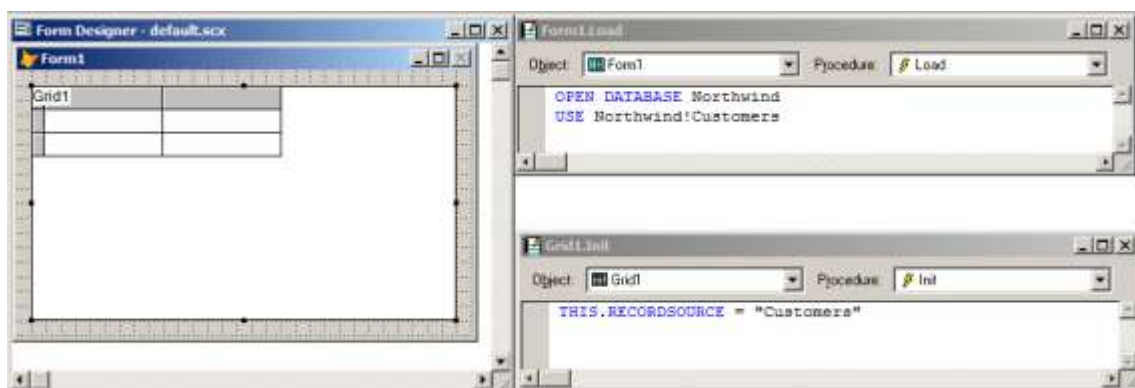 Form Designer - default.scx
Form1
Grid1
Form1.Load
Object: Form1 Procedure: Load
OPEN DATABASE Northwind
USE Northwind!Customers
Grid1.Init
Object: Grid1 Procedure: Init
THIS.RECORDSOURCE = "Customers"